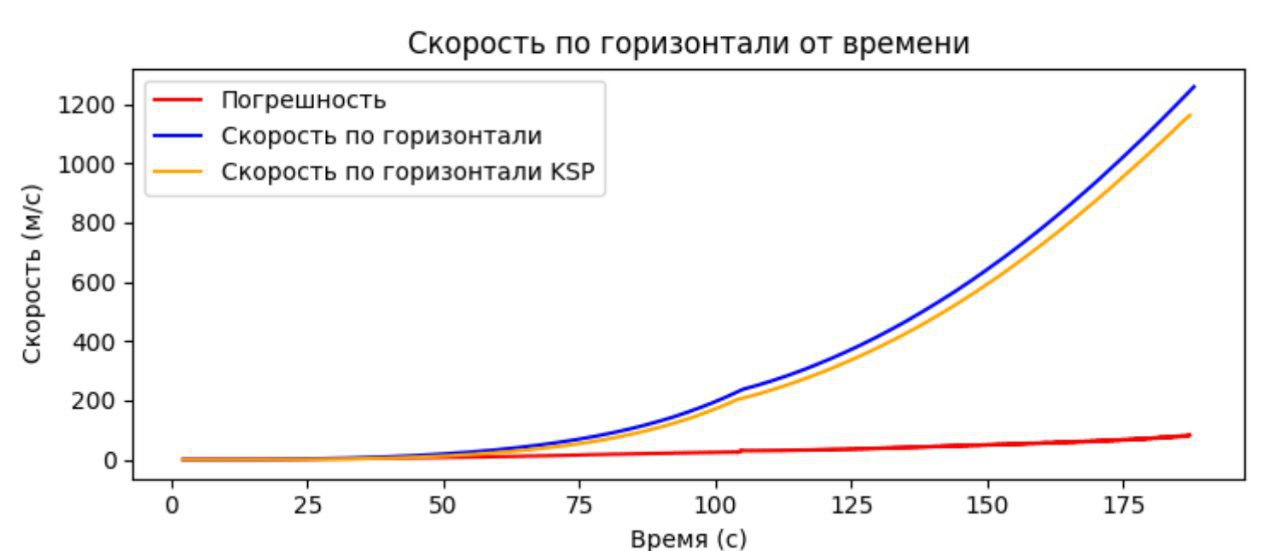 Скорость по горизонтали от времени
Погрешность
Скорость по горизонтали
Скорость по горизонтали KSP
Скорость (м/с)
1200
1000
800
600
400
200
0
0 25 50 75 100 125 150 175
Время (с)